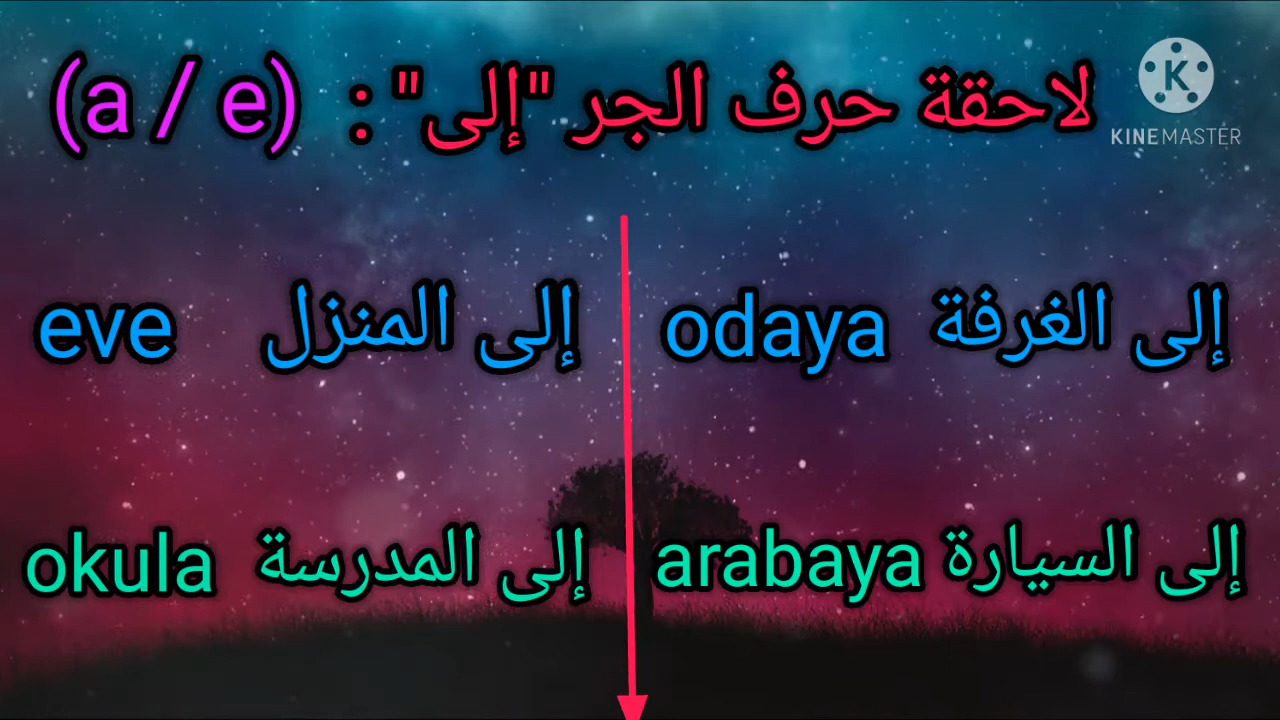 لاحقة حرف الجر "إلى" : (a / e)
KINEMASTER
إلى الغرفة odaya
إلى المنزل eve
إلى السيارة arabaya
إلى المدرسة okula